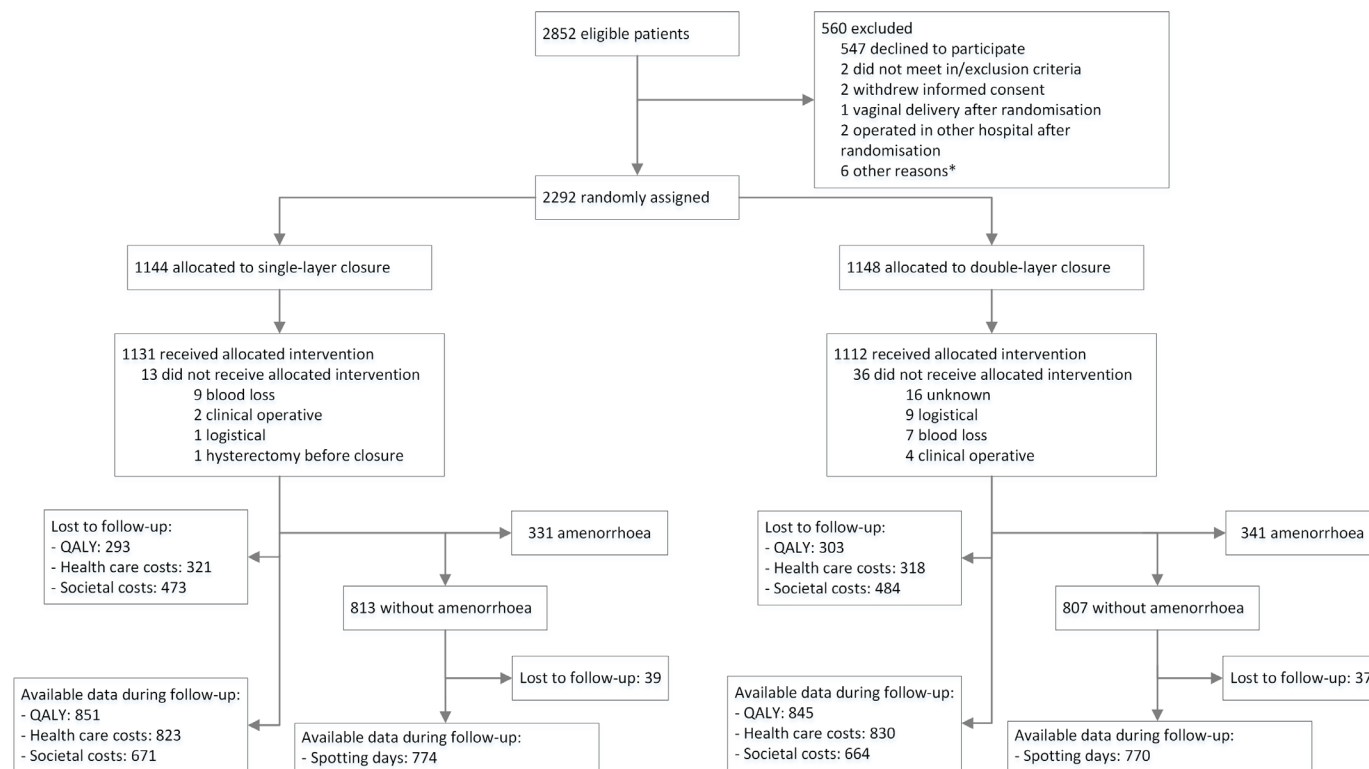 2852 eligible patients
560 excluded
547 declined to participate
2 did not meet in/exclusion criteria
2 withdrew informed consent
1 vaginal delivery after randomisation
2 operated in other hospital after
randomisation
6 other reasons*
2292 randomly assigned
1144 allocated to single-layer closure
1148 allocated to double-layer closure
1131 received allocated intervention
13 did not receive allocated intervention
9 blood loss
2 clinical operative
1 logistical
1 hysterectomy before closure
1112 received allocated intervention
36 did not receive allocated intervention
16 unknown
9 logistical
7 blood loss
4 clinical operative
Lost to follow-up:
- QALY: 293
- Health care costs: 321
- Societal costs: 473
331 amenorrhoea
813 without amenorrhoea
Lost to follow-up: 39
Available data during follow-up:
- QALY: 851
- Health care costs: 823
- Societal costs: 671
Available data during follow-up:
- Spotting days: 774
Lost to follow-up:
- QALY: 303
- Health care costs: 318
- Societal costs: 484
341 amenorrhoea
807 without amenorrhoea
Lost to follow-up: 37
Available data during follow-up:
- QALY: 845
- Health care costs: 830
- Societal costs: 664
Available data during follow-up:
- Spotting days: 770